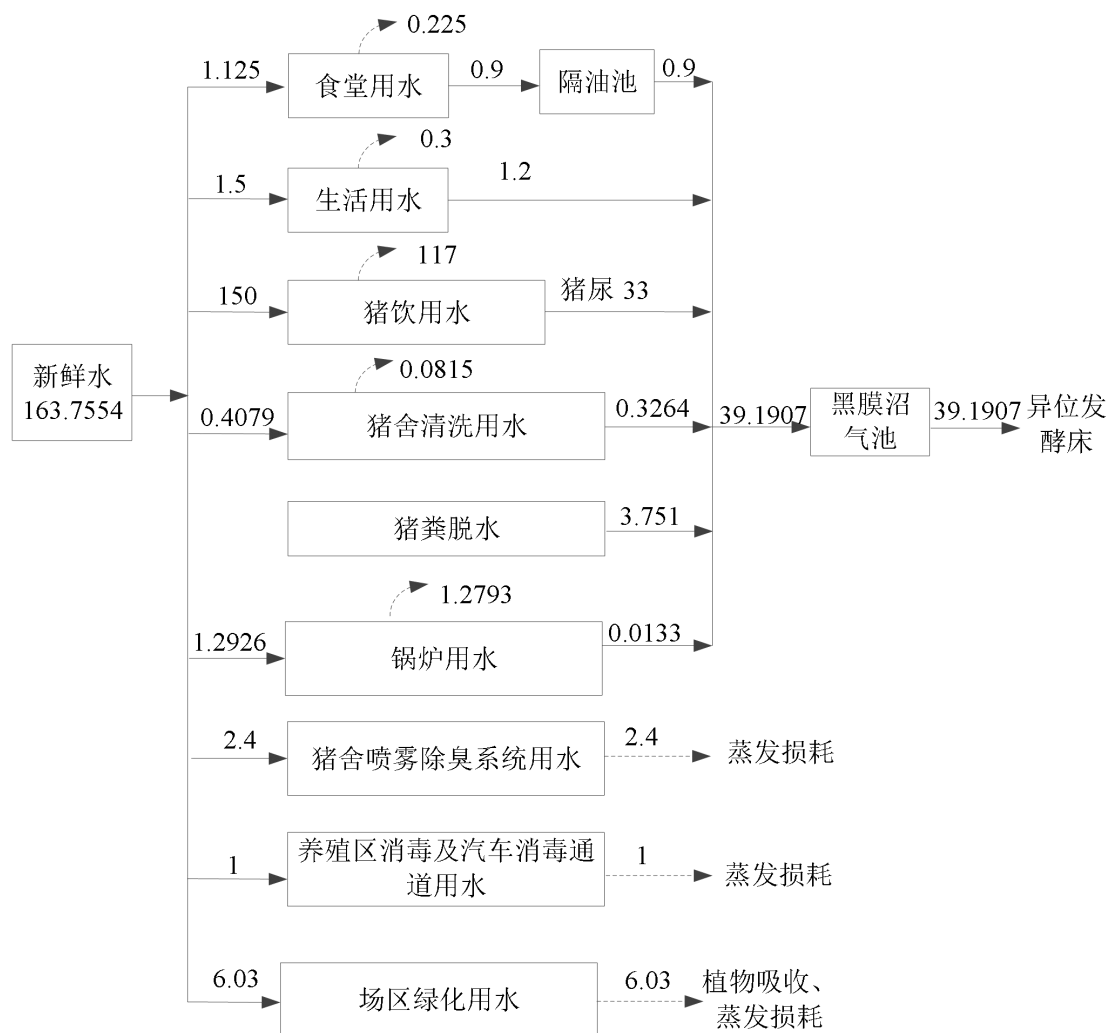 0.225
1.125
食堂用水
0.9
隔油池
0.9
0.3
1.5
生活用水
1.2
117
150
猪饮用水
猪尿 33
新鲜水
163.7554
0.0815
0.4079
猪舍清洗用水
0.3264
39.1907
黑膜沼
气池
39.1907
异位发
酵床
猪粪脱水
3.751
1.2793
1.2926
锅炉用水
0.0133
2.4
猪舍喷雾除臭系统用水
2.4
蒸发损耗
1
养殖区消毒及汽车消毒通
道用水
1
蒸发损耗
6.03
场区绿化用水
6.03
植物吸收、
蒸发损耗